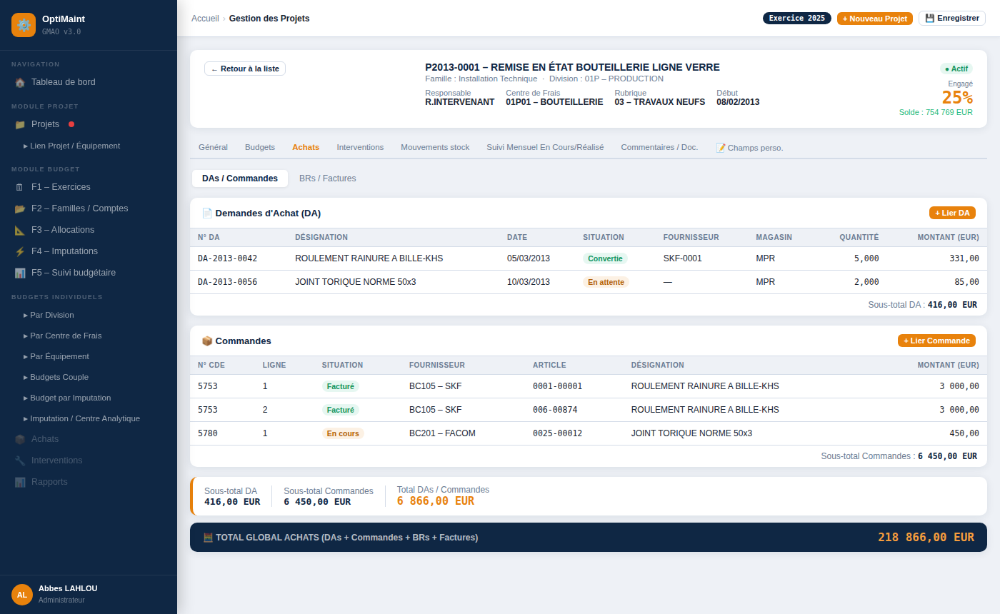 OptiMaint
GMAO v3.0
NAVIGATION
Tableau de bord
MODULE PROJET
Projets
▸ Lien Projet / Équipement
MODULE BUDGET
F1 – Exercices
F2 – Familles / Comptes
F3 – Allocations
F4 – Imputations
F5 – Suivi budgétaire
BUDGETS INDIVIDUELS
▸ Par Division
▸ Par Centre de Frais
▸ Par Équipement
▸ Budgets Couple
▸ Budget par Imputation
▸ Imputation / Centre Analytique
Achats
Interventions
Rapports
AL
Abbes LAHLOU
Administrateur
Accueil › Gestion des Projets
Exercice 2025
+ Nouveau Projet
Enregistrer
← Retour à la liste
P2013-0001 – REMISE EN ÉTAT BOUTEILLERIE LIGNE VERRE
Famille : Installation Technique · Division : 01P – PRODUCTION
Responsable Centre de Frais Rubrique Début
R.INTERVENANT 01P01 – BOUTEILLERIE 03 – TRAVAUX NEUFS 08/02/2013
● Actif
Engagé
25%
Solde : 754 769 EUR
Général Budgets Achats Interventions Mouvements stock Suivi Mensuel En Cours/Réalisé Commentaires / Doc. Champs perso.
DAs / Commandes BRs / Factures
Demandes d'Achat (DA)
+ Lier DA
N° DA DÉSIGNATION DATE SITUATION FOURNISSEUR MAGASIN QUANTITÉ MONTANT (EUR)
DA-2013-0042 ROULEMENT RAINURE A BILLE-KHS 05/03/2013 Convertie SKF-0001 MPR 5,000 331,00
DA-2013-0056 JOINT TORIQUE NORME 50x3 10/03/2013 En attente — MPR 2,000 85,00
Sous-total DA : 416,00 EUR
Commandes
+ Lier Commande
N° CDE LIGNE SITUATION FOURNISSEUR ARTICLE DÉSIGNATION MONTANT (EUR)
5753 1 Facturé BC105 – SKF 0001-00001 ROULEMENT RAINURE A BILLE-KHS 3 000,00
5753 2 Facturé BC105 – SKF 006-00874 ROULEMENT RAINURE A BILLE-KHS 3 000,00
5780 1 En cours BC201 – FACOM 0025-00012 JOINT TORIQUE NORME 50x3 450,00
Sous-total Commandes : 6 450,00 EUR
Sous-total DA Sous-total Commandes Total DAs / Commandes
416,00 EUR 6 450,00 EUR 6 866,00 EUR
TOTAL GLOBAL ACHATS (DAs + Commandes + BRs + Factures) 218 866,00 EUR